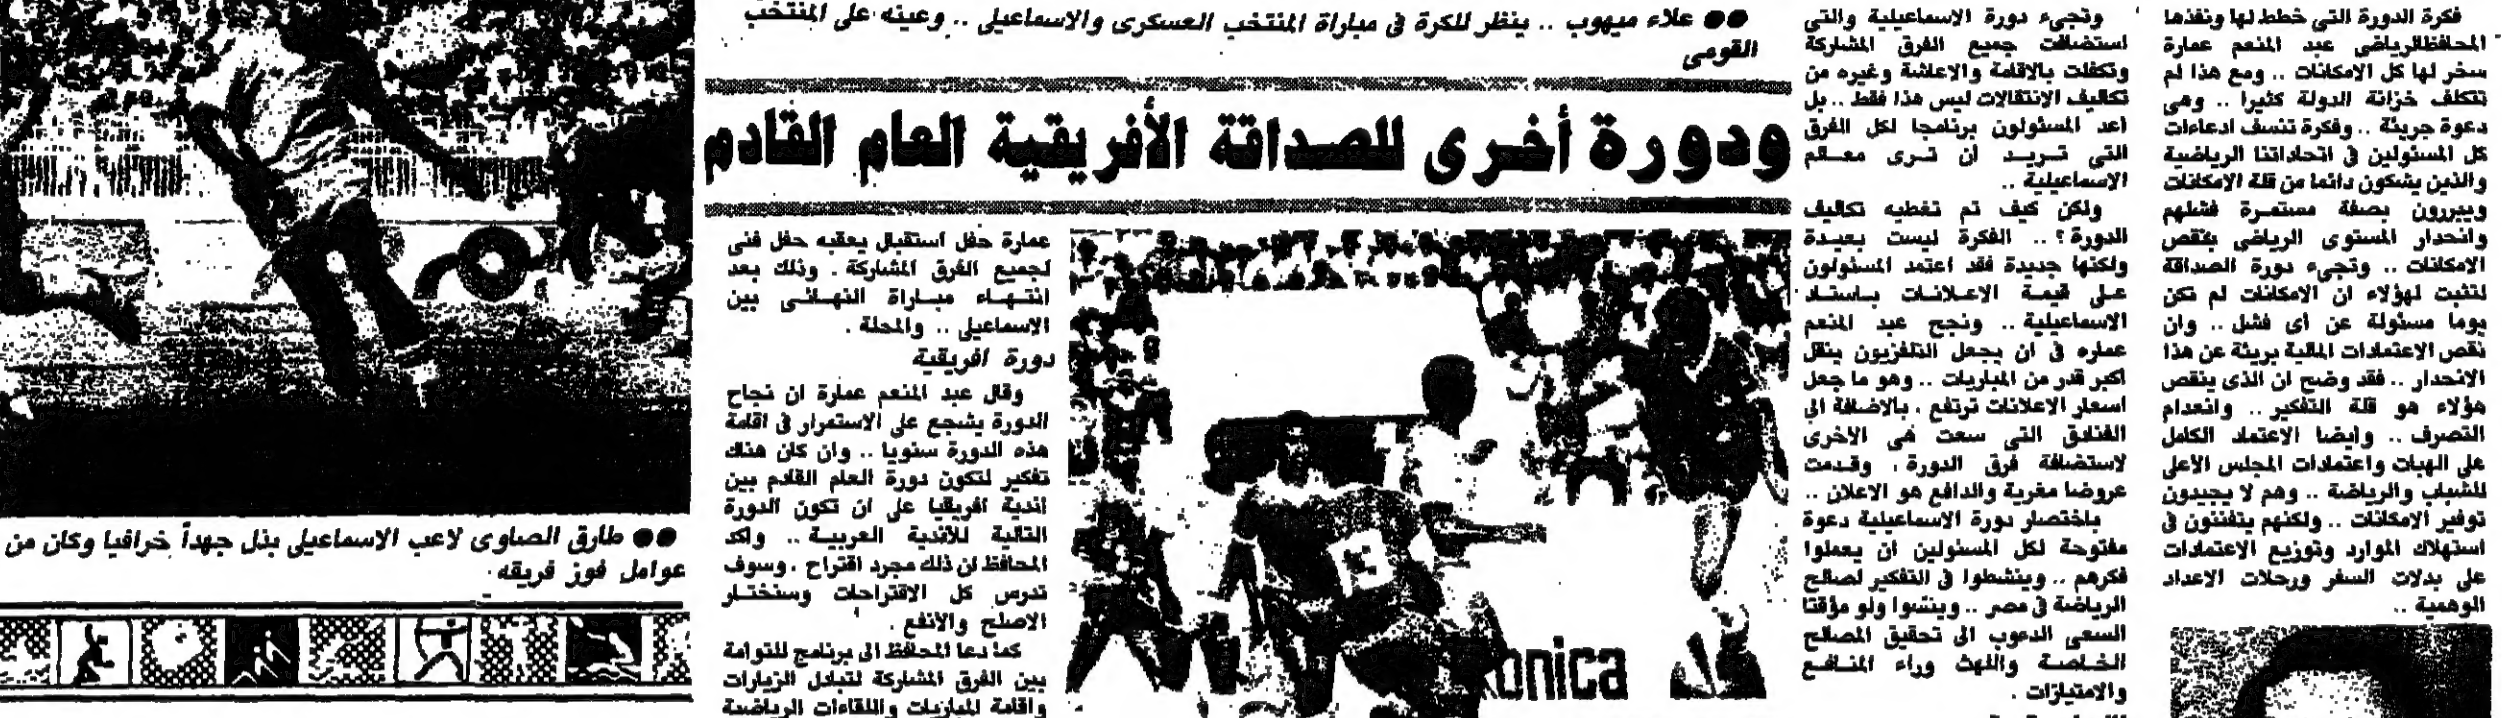 فكرة الدورة التى خطط لها ونفذها
المحافظ الرياضى عبد المنعم عمارة
سخر لها كل الامكانات .. ومع هذا لم
تتكلف خزانة الدولة كثيرا .. وهى
دعوة جريئة .. وفكرة تنسف ادعاءات
كل المسئولين فى اتحاداتنا الرياضية
والذين يشكون دائما من قلة الامكانات
ويبررون بصفة مستمرة فشلهم
وانحدار المستوى الرياضى بنقص
الامكانات .. وتجىء دورة الصداقة
لتثبت لهؤلاء ان الامكانات لم تكن
يوما مسئولة عن أى فشل .. وان
نقص الاعتمادات المالية بريئة عن هذا
الانحدار .. فقد وضح ان الذى ينقص
هؤلاء هو قلة التفكير .. وانعدام
التصرف .. وايضا الاعتماد الكامل
على الهبات واعتمادات المجلس الاعلى
للشباب والرياضة .. وهم لا يجيدون
توفير الامكانات .. ولكنهم يتفننون فى
استهلاك الموارد وتوزيع الاعتمادات
على بدلات السفر ورحلات الاعداد
الوهمية ..
وتجىء دورة الاسماعيلية والتى
استضافت جميع الفرق المشاركة
وتكفلت بالاقامة والاعاشة وغيره من
تكاليف الانتقالات ليس هذا فقط .. بل
اعد المسئولون برنامجا لكل الفرق
التى تريد ان ترى معالم
الاسماعيلية ..
ولكن كيف تم تغطيه تكاليف
الدورة ؟ .. الفكرة ليست بعيدة
ولكنها جديدة فقد اعتمد المسئولون
على قيمة الاعلانات باستاد
الاسماعيلية .. ونجح عبد المنعم
عماره فى ان يجعل التلفزيون ينقل
اكبر قدر من المباريات .. وهو ما جعل
اسعار الاعلانات ترتفع . بالاضافة الى
الفنادق التى سعت هى الاخرى
لاستضافة فرق الدورة . وقدمت
عروضا مغرية والدافع هو الاعلان ..
باختصار دورة الاسماعيلية دعوة
مفتوحة لكل المسئولين ان يعملوا
فكرهم .. وينشطوا فى التفكير لصالح
الرياضة فى مصر .. وينسوا ولو مؤقتا
السعى الدءوب الى تحقيق المصالح
الخاصة واللهث وراء المنافع
والامتيازات .
●● علاء ميهوب .. ينظر للكرة فى مباراة المنتخب العسكرى والاسماعيلى .. وعينه على المنتخب
القومى
ودورة أخرى للصداقة الأفريقية العام القادم
onica
عمارة حفل استقبال يعقبه حفل فنى
لجميع الفرق المشاركة . وذلك بعد
انتهاء مباراة النهائى بين
الاسماعيلى .. والمحلة .
دورة افريقية
وقال عبد المنعم عمارة ان نجاح
الدورة يشجع على الاستمرار فى اقامة
هذه الدورة سنويا .. وان كان هناك
تفكير لتكون دورة العام القادم بين
اندية افريقيا على ان تكون الدورة
التالية للاندية العربية .. واكد
المحافظ ان ذلك مجرد اقتراح . وسوف
تدرس كل الاقتراحات وسنختار
الاصلح والانفع .
كما دعا المحافظ الى برنامج للتوامة
بين الفرق المشاركة لتبادل الزيارات
واقامة المباريات واللقاءات الرياضية
●● طارق الصاوى لاعب الاسماعيلى بذل جهداً خرافيا وكان من
عوامل فوز فريقه